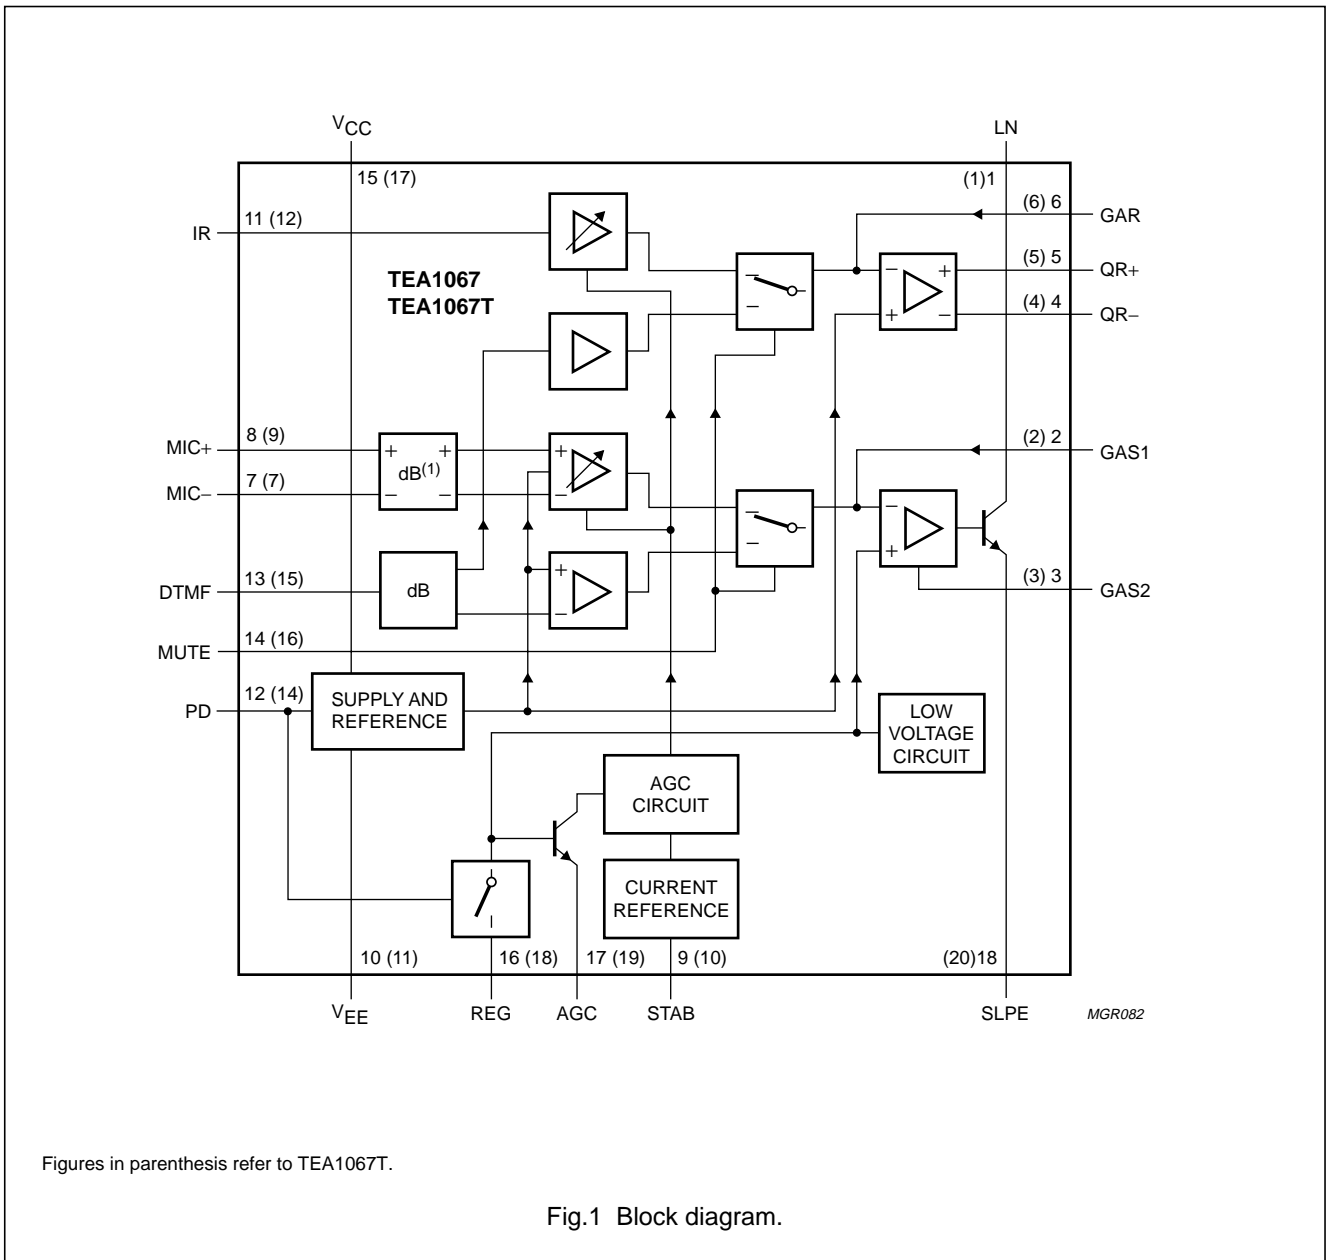 VCC
LN
15 (17)
(1)1
11 (12)
IR
(6) 6
GAR
TEA1067
TEA1067T
− −
− +
+ −
(5) 5
QR+
(4) 4
QR−
8 (9)
MIC+
7 (7)
MIC−
+ +
dB(1)
− −
+
−
(2) 2
GAS1
− −
−
+
13 (15)
DTMF
dB
+
−
(3) 3
GAS2
14 (16)
MUTE
12 (14)
PD
SUPPLY AND
REFERENCE
LOW
VOLTAGE
CIRCUIT
AGC
CIRCUIT
CURRENT
REFERENCE
10 (11)
16 (18)
17 (19)
9 (10)
(20)18
VEE
REG
AGC
STAB
SLPE
MGR082
Figures in parenthesis refer to TEA1067T.
Fig.1 Block diagram.